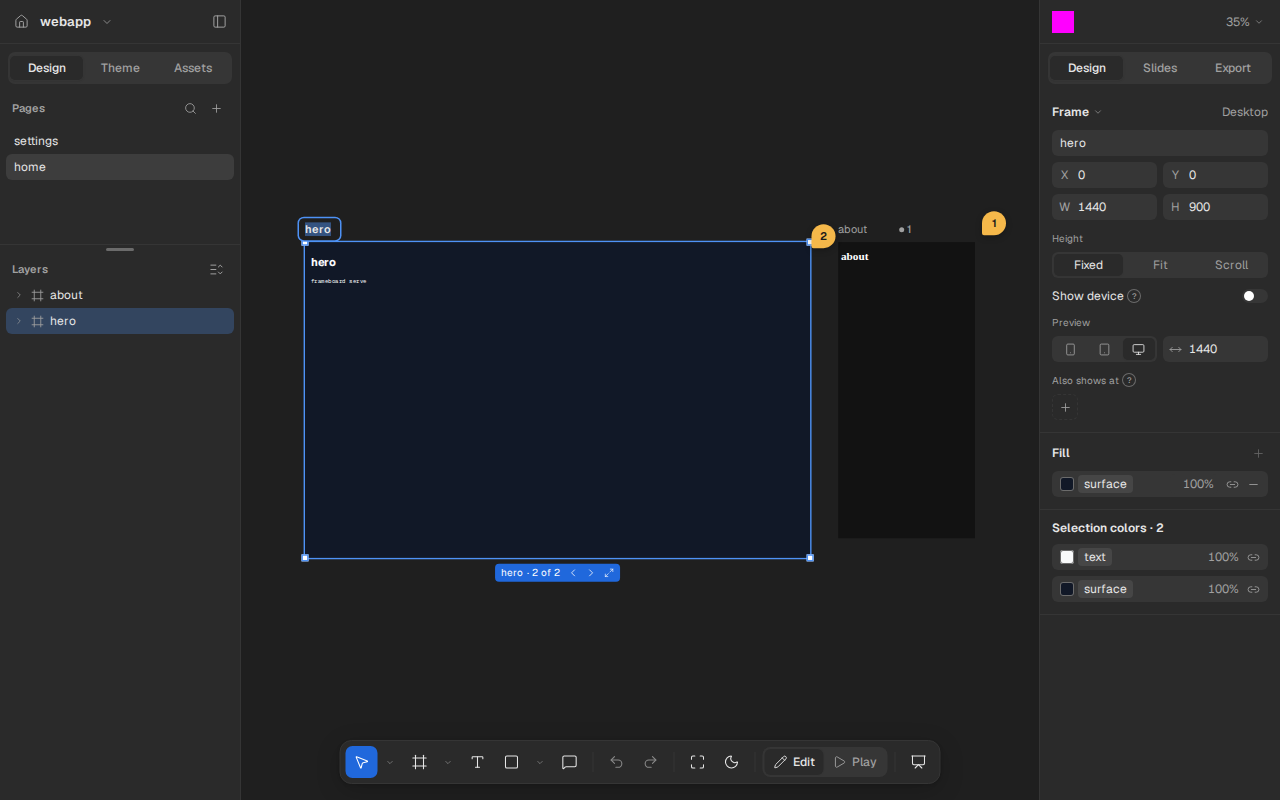 webapp
Design Theme Assets
Pages
settings
home
Layers
about
hero
hero
hero
frameboard serve
2
about 1
1
about
hero · 2 of 2
Edit Play
35%
Design Slides Export
Frame Desktop
hero
X 0 Y 0
W 1440 H 900
Height
Fixed Fit Scroll
Show device ?
Preview
1440
Also shows at ?
Fill
surface 100%
Selection colors · 2
text 100%
surface 100%